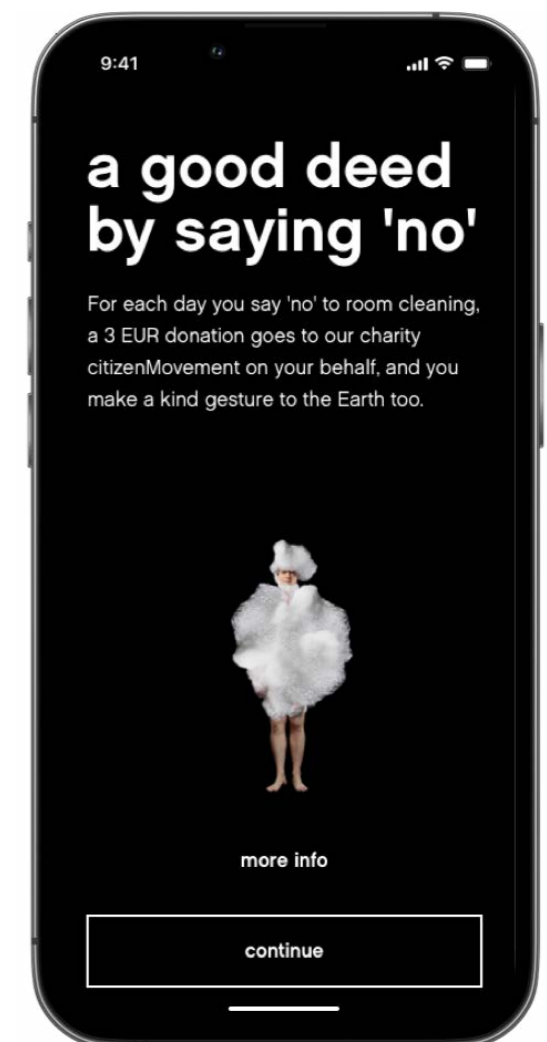 9:41
a good deed
by saying 'no'
For each day you say 'no' to room cleaning,
a 3 EUR donation goes to our charity
citizenMovement on your behalf, and you
make a kind gesture to the Earth too.
more info
continue